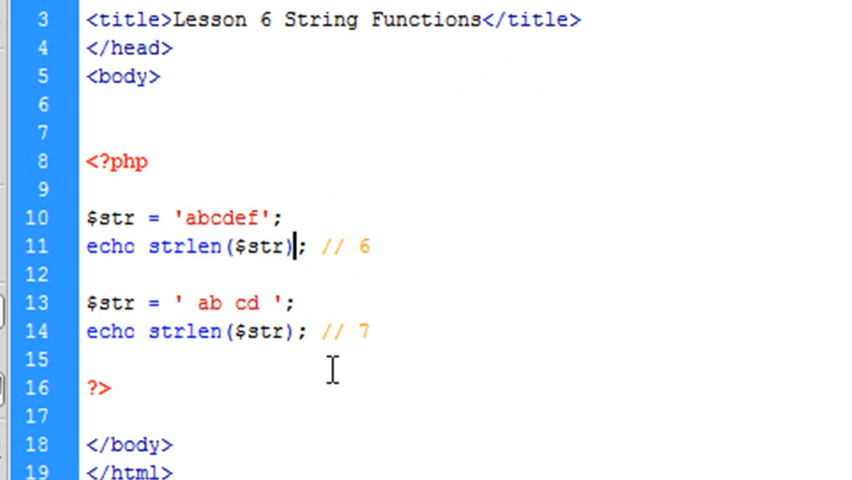 3 <title>Lesson 6 String Functions</title>
4 </head>
5 <body>
6
7
8 <?php
9
10 $str = 'abcdef';
11 echo strlen($str); // 6
12
13 $str = ' ab cd ';
14 echo strlen($str); // 7
15
16 ?>
17
18 </body>
19 </html>